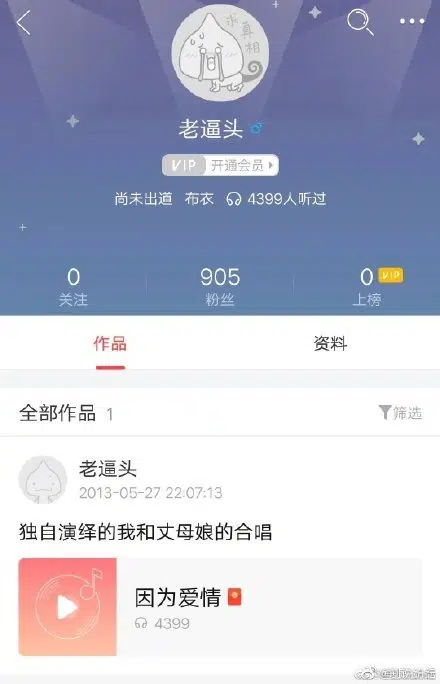 求真相
老逼头
VIP 开通会员
尚未出道 布衣 4399人听过
0 905 0 VIP
关注 粉丝 上榜
作品 资料
全部作品 1 筛选
老逼头
2013-05-27 22:07:13
独自演绎的我和丈母娘的合唱
因为爱情
4399